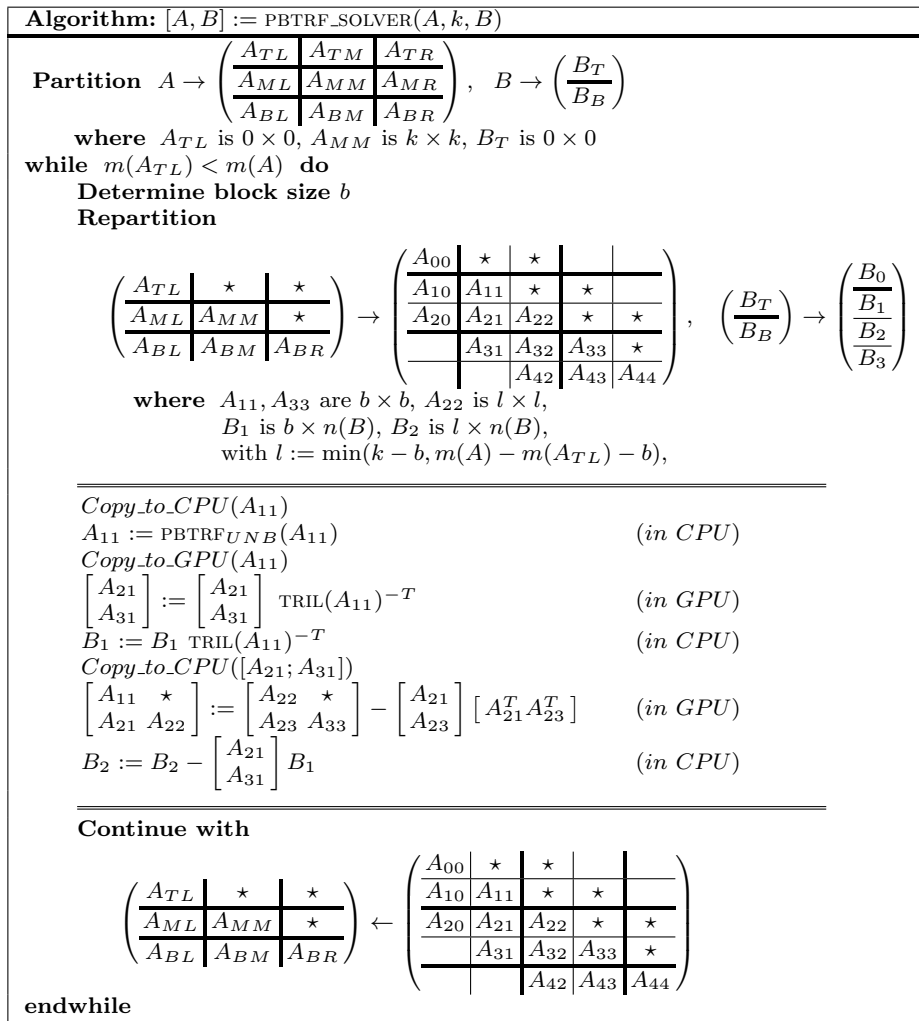 Algorithm: [A, B] := PBTRF_SOLVER(A, k, B)
Partition A → ( A_TL | A_TM | A_TR ; A_ML | A_MM | A_MR ; A_BL | A_BM | A_BR ) , B → ( B_T ; B_B )
where A_TL is 0 × 0, A_MM is k × k, B_T is 0 × 0
while m(A_TL) < m(A) do
Determine block size b
Repartition
( A_TL | ⋆ | ⋆ ; A_ML | A_MM | ⋆ ; A_BL | A_BM | A_BR ) → ( A_00 | ⋆ | ⋆ | | ; A_10 | A_11 | ⋆ | ⋆ | ; A_20 | A_21 | A_22 | ⋆ | ⋆ ; | A_31 | A_32 | A_33 | ⋆ ; | | A_42 | A_43 | A_44 ) , ( B_T ; B_B ) → ( B_0 ; B_1 ; B_2 ; B_3 )
where A_11, A_33 are b × b, A_22 is l × l,
B_1 is b × n(B), B_2 is l × n(B),
with l := min(k − b, m(A) − m(A_TL) − b),
Copy_to_CPU(A_11)
A_11 := PBTRF_UNB(A_11) (in CPU)
Copy_to_GPU(A_11)
[ A_21 ; A_31 ] := [ A_21 ; A_31 ] TRIL(A_11)^−T (in GPU)
B_1 := B_1 TRIL(A_11)^−T (in CPU)
Copy_to_CPU([A_21; A_31])
[ A_11 ⋆ ; A_21 A_22 ] := [ A_22 ⋆ ; A_23 A_33 ] − [ A_21 ; A_23 ] [ A_21^T A_23^T ] (in GPU)
B_2 := B_2 − [ A_21 ; A_31 ] B_1 (in CPU)
Continue with
( A_TL | ⋆ | ⋆ ; A_ML | A_MM | ⋆ ; A_BL | A_BM | A_BR ) ← ( A_00 | ⋆ | ⋆ | | ; A_10 | A_11 | ⋆ | ⋆ | ; A_20 | A_21 | A_22 | ⋆ | ⋆ ; | A_31 | A_32 | A_33 | ⋆ ; | | A_42 | A_43 | A_44 )
endwhile